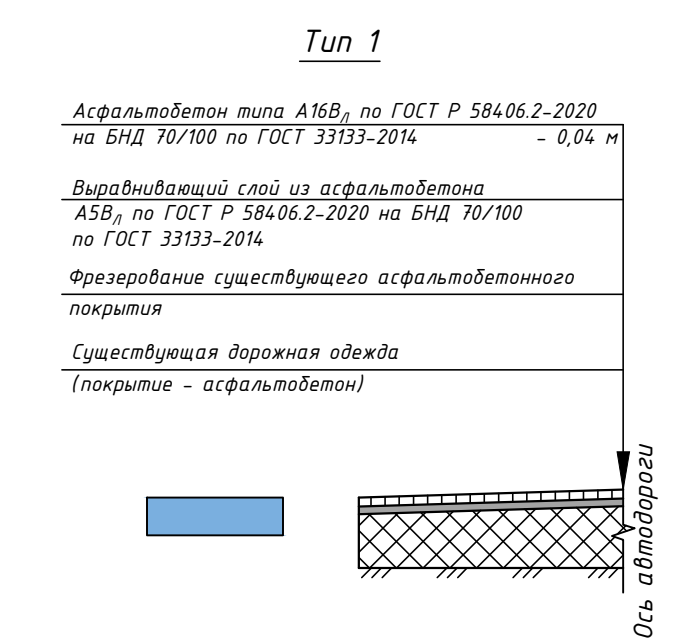 Тип 1
Асфальтобетон типа А16ВЛ по ГОСТ Р 58406.2-2020
на БНД 70/100 по ГОСТ 33133-2014 - 0,04 м
Выравнивающий слой из асфальтобетона
А5ВЛ по ГОСТ Р 58406.2-2020 на БНД 70/100
по ГОСТ 33133-2014
Фрезерование существующего асфальтобетонного
покрытия
Существующая дорожная одежда
(покрытие - асфальтобетон)
Ось автодороги